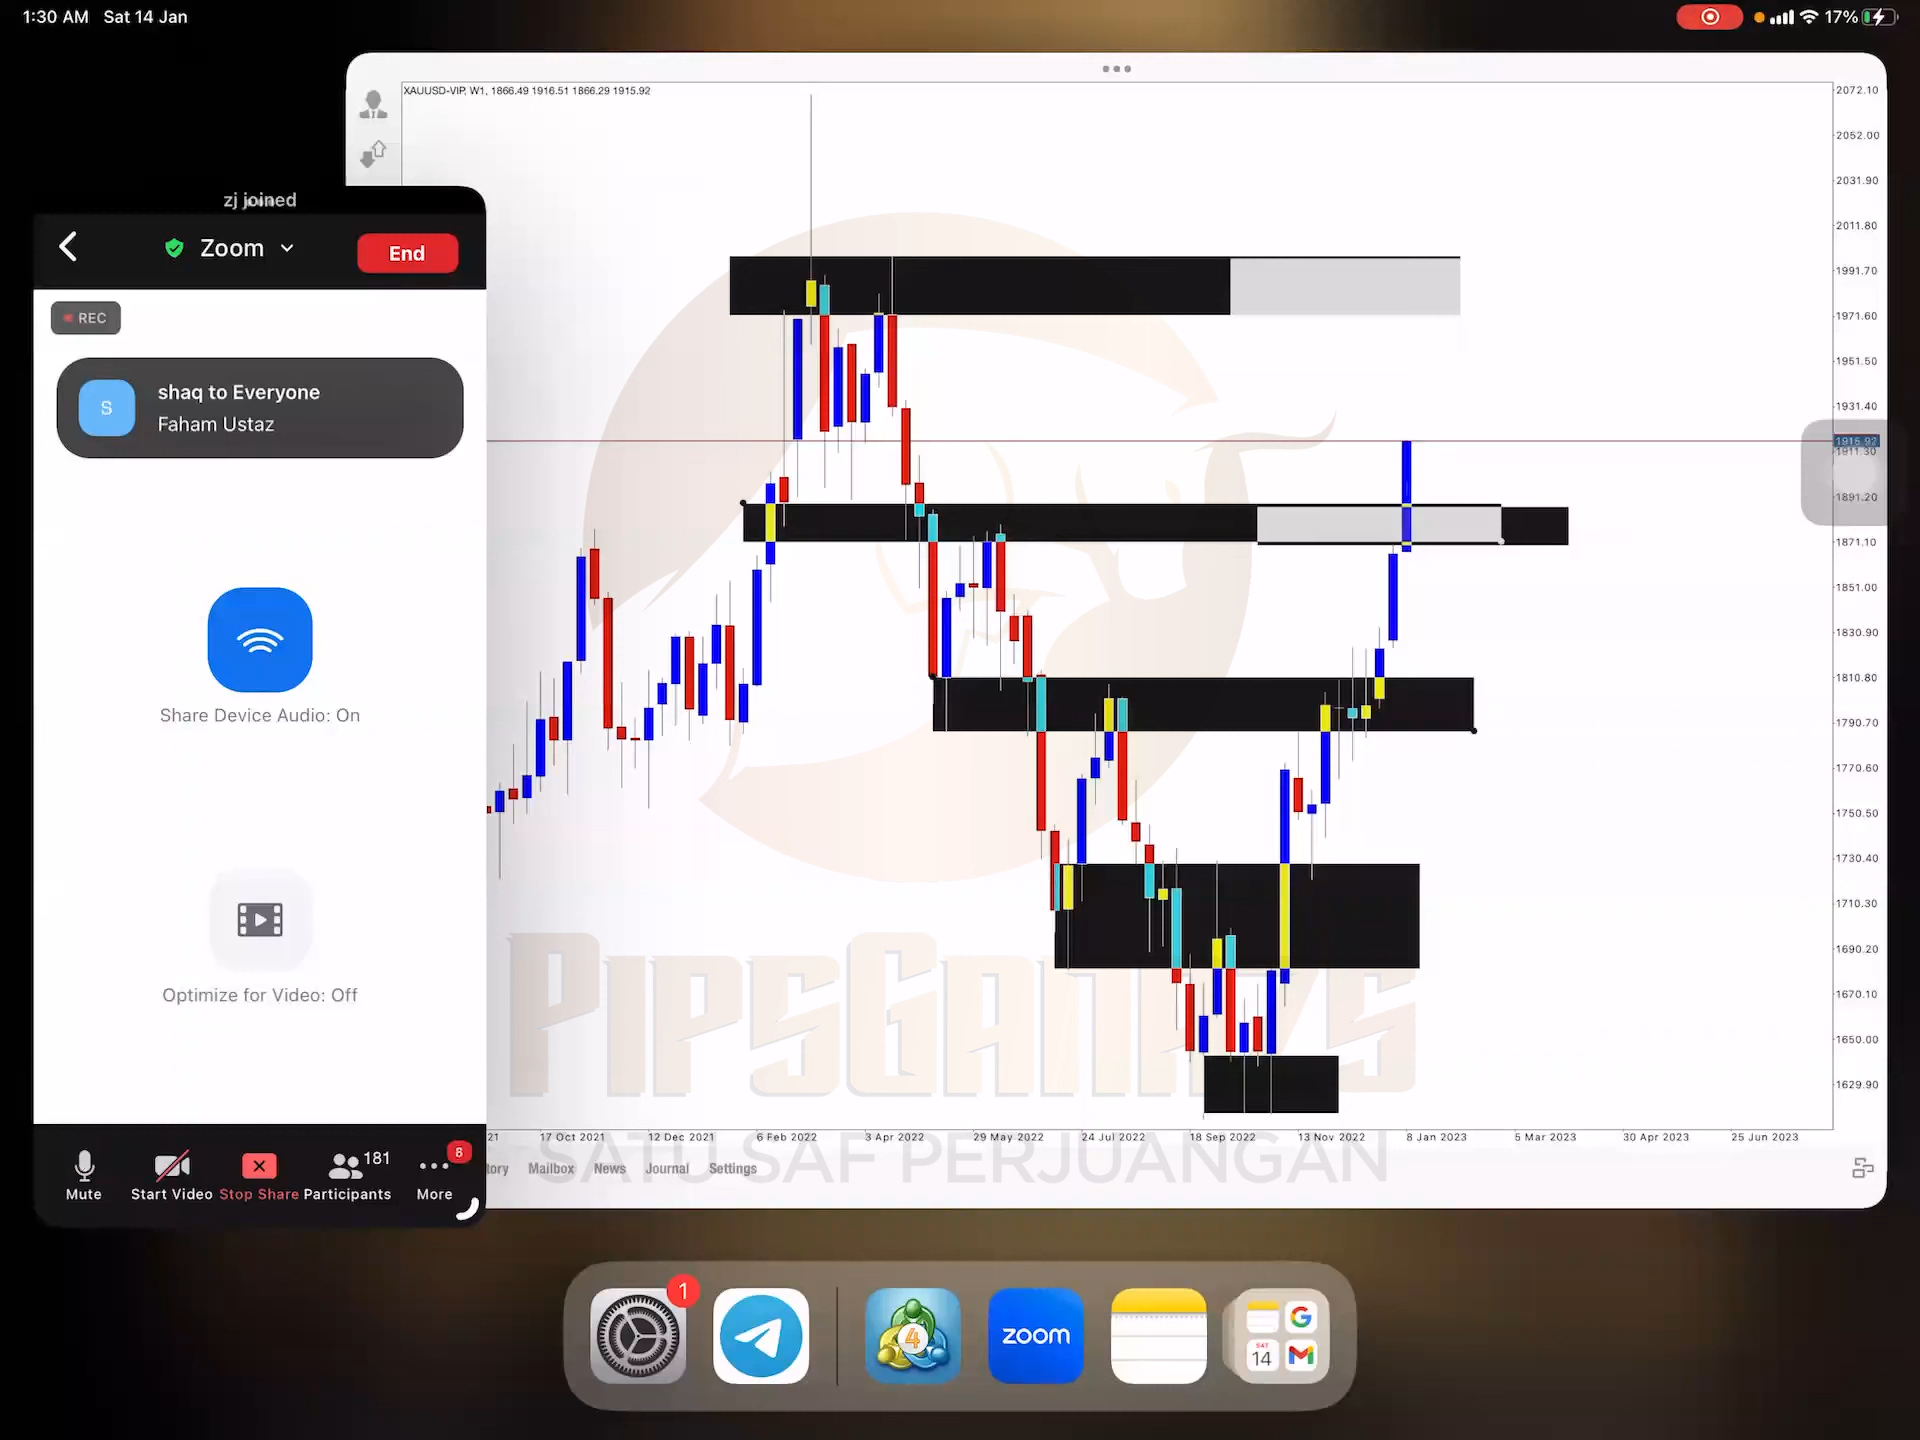 1:30 AM Sat 14 Jan
17%
XAUUSD-VIP, W1, 1866.49 1916.51 1866.29 1915.92
2072.10
2052.00
2031.90
2011.80
1991.70
1971.60
1951.50
1931.40
1915.92
1911.30
1891.20
1871.10
1851.00
1830.90
1810.80
1790.70
1770.60
1750.50
1730.40
1710.30
1690.20
1670.10
1650.00
1629.90
zj joined
Zoom
End
REC
S
shaq to Everyone
Faham Ustaz
Share Device Audio: On
Optimize for Video: Off
Mute
Start Video
Stop Share
181
Participants
8
More
PIPSGANG75
SATU SAF PERJUANGAN
21 17 Oct 2021 12 Dec 2021 6 Feb 2022 3 Apr 2022 29 May 2022 24 Jul 2022 18 Sep 2022 13 Nov 2022 8 Jan 2023 5 Mar 2023 30 Apr 2023 25 Jun 2023
tory Mailbox News Journal Settings
1
4
zoom
G
SAT
14
M